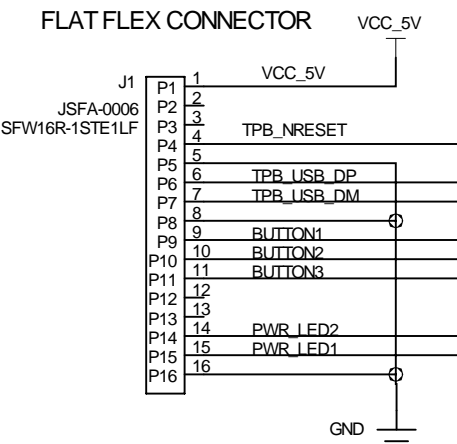 FLAT FLEX CONNECTOR
VCC_5V
J1
JSFA-0006
SFW16R-1STE1LF
P1 1 VCC_5V
P2 2
P3 3
P4 4 TPB_NRESET
P5 5
P6 6 TPB_USB_DP
P7 7 TPB_USB_DM
P8 8
P9 9 BUTTON1
P10 10 BUTTON2
P11 11 BUTTON3
P12 12
P13 13
P14 14 PWR_LED2
P15 15 PWR_LED1
P16 16
GND